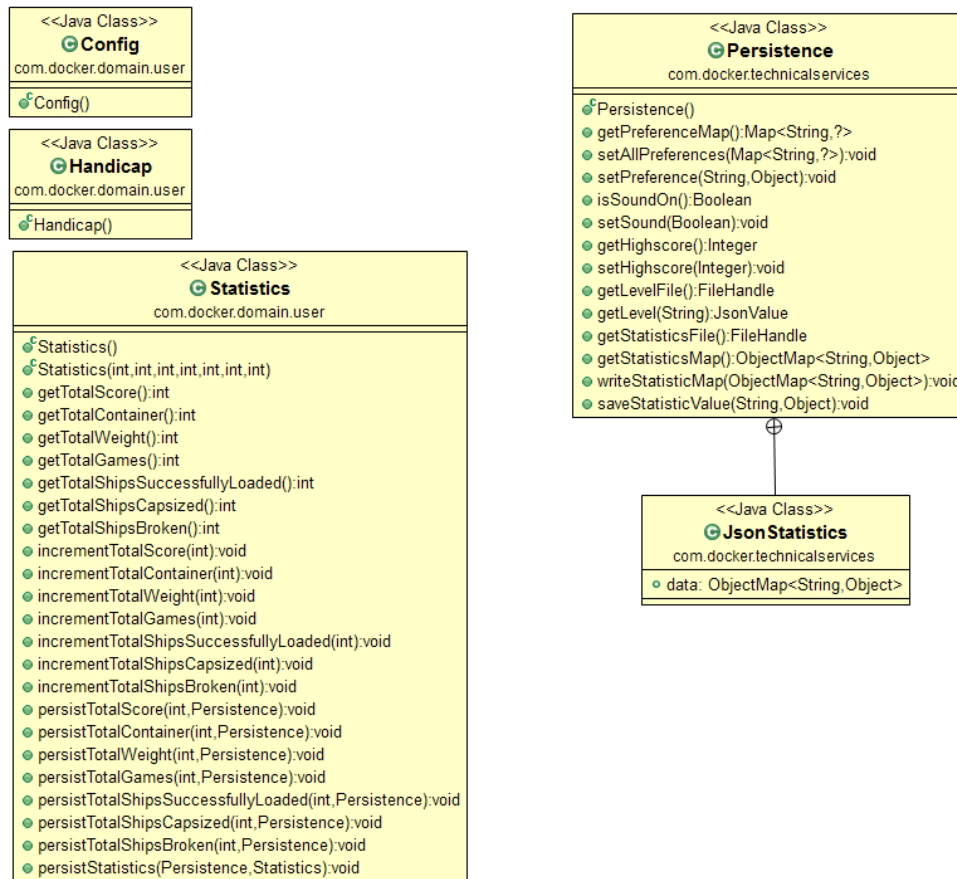 <<Java Class>>
Config
com.docker.domain.user
Config()
<<Java Class>>
Handicap
com.docker.domain.user
Handicap()
<<Java Class>>
Statistics
com.docker.domain.user
Statistics()
Statistics(int,int,int,int,int,int,int)
getTotalScore():int
getTotalContainer():int
getTotalWeight():int
getTotalGames():int
getTotalShipsSuccessfullyLoaded():int
getTotalShipsCapsized():int
getTotalShipsBroken():int
incrementTotalScore(int):void
incrementTotalContainer(int):void
incrementTotalWeight(int):void
incrementTotalGames(int):void
incrementTotalShipsSuccessfullyLoaded(int):void
incrementTotalShipsCapsized(int):void
incrementTotalShipsBroken(int):void
persistTotalScore(int,Persistence):void
persistTotalContainer(int,Persistence):void
persistTotalWeight(int,Persistence):void
persistTotalGames(int,Persistence):void
persistTotalShipsSuccessfullyLoaded(int,Persistence):void
persistTotalShipsCapsized(int,Persistence):void
persistTotalShipsBroken(int,Persistence):void
persistStatistics(Persistence,Statistics):void
<<Java Class>>
Persistence
com.docker.technicalservices
Persistence()
getPreferenceMap():Map<String,?>
setAllPreferences(Map<String,?>):void
setPreference(String,Object):void
isSoundOn():Boolean
setSound(Boolean):void
getHighscore():Integer
setHighscore(Integer):void
getLevelFile():FileHandle
getLevel(String):JsonValue
getStatisticsFile():FileHandle
getStatisticsMap():ObjectMap<String,Object>
writeStatisticMap(ObjectMap<String,Object>):void
saveStatisticValue(String,Object):void
<<Java Class>>
JsonStatistics
com.docker.technicalservices
data: ObjectMap<String,Object>